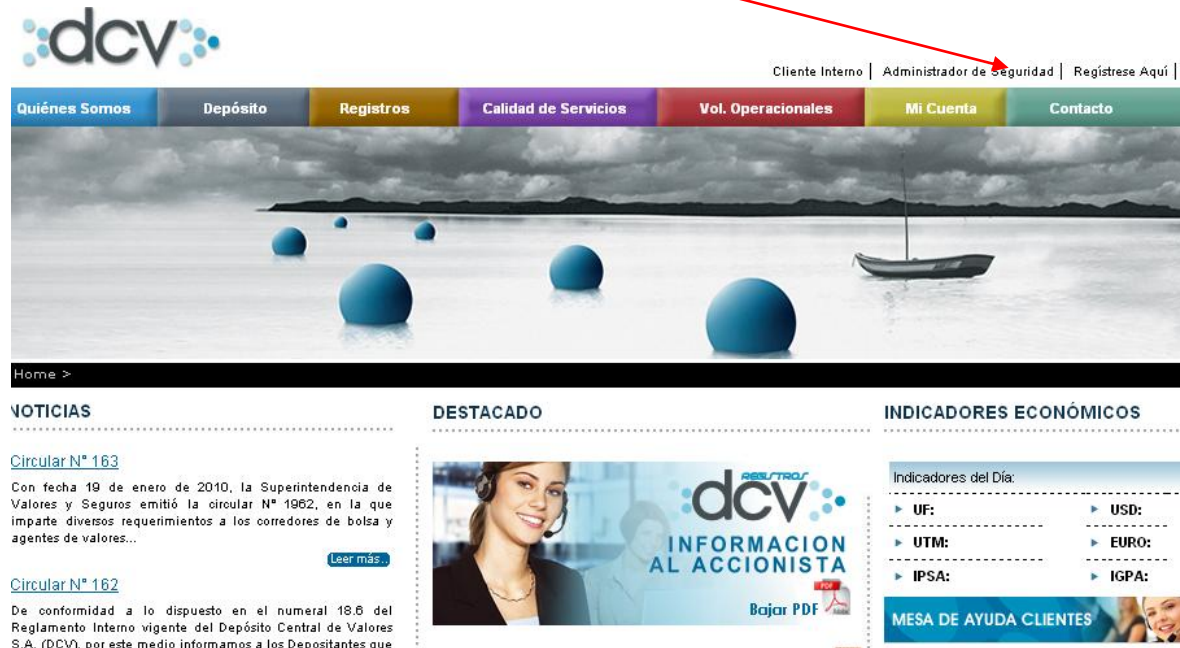 dcv
Cliente Interno | Administrador de Seguridad | Regístrese Aquí |
Quiénes Somos Depósito Registros Calidad de Servicios Vol. Operacionales Mi Cuenta Contacto
Home >
NOTICIAS
Circular N° 163
Con fecha 19 de enero de 2010, la Superintendencia de
Valores y Seguros emitió la circular N° 1962, en la que
imparte diversos requerimientos a los corredores de bolsa y
agentes de valores...
Leer más..
Circular N° 162
De conformidad a lo dispuesto en el numeral 18.6 del
Reglamento Interno vigente del Depósito Central de Valores
S.A. (DCV), por este medio informamos a los Depositantes que
DESTACADO
REGISTROS
dcv
INFORMACION
AL ACCIONISTA
PDF
Adobe
Bajar PDF
INDICADORES ECONÓMICOS
Indicadores del Día:
UF: USD:
UTM: EURO:
IPSA: IGPA:
MESA DE AYUDA CLIENTES